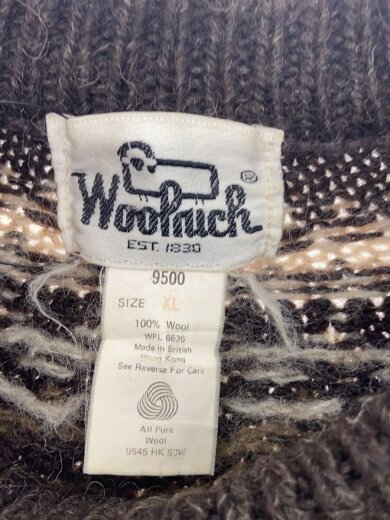 Woolrich
®
EST. 1830
9500
SIZE XL
100% Wool
WPL 6635
Made in British
Hong Kong
See Reverse For Care
All Pure
Wool
0545 HK 83W